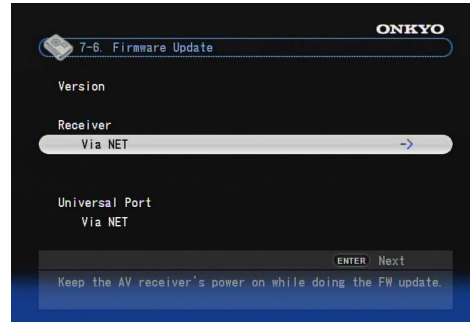 ONKYO
7-6. Firmware Update
Version
Receiver
Via NET ->
Universal Port
Via NET
ENTER Next
Keep the AV receiver's power on while doing the FW update.